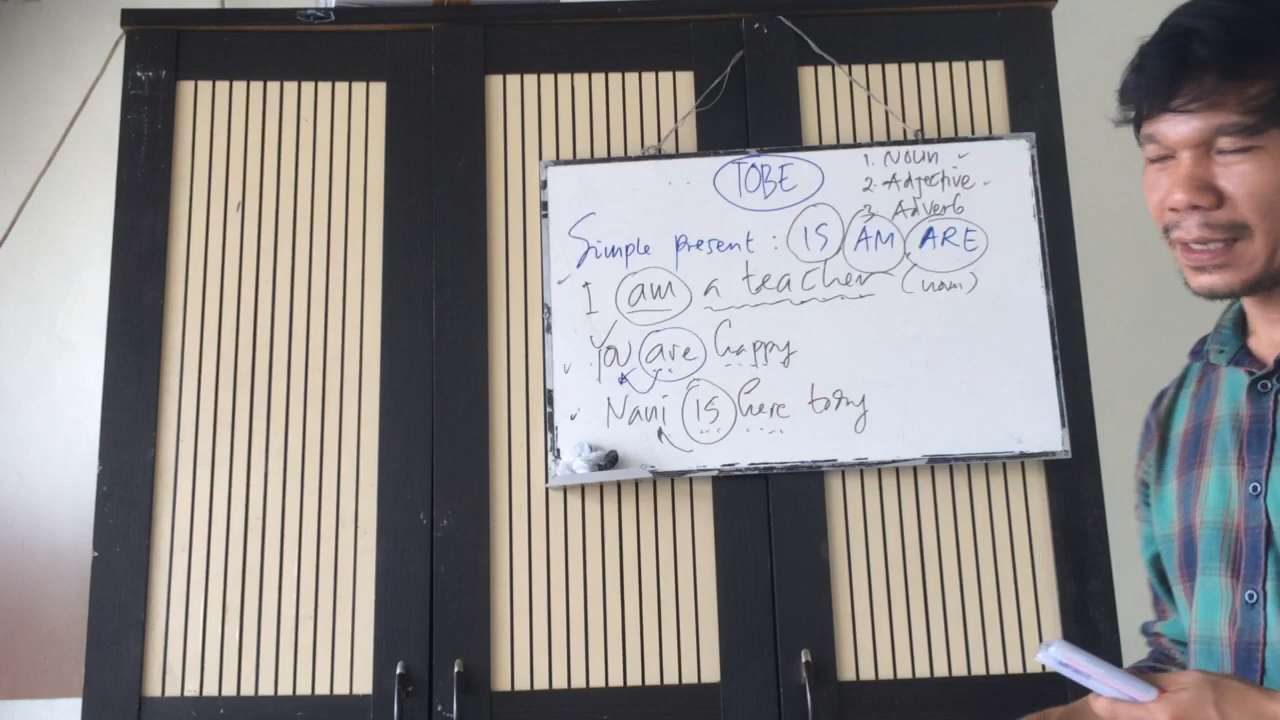 TOBE
1. Noun
2. Adjective
3. Adverb
Simple present : IS AM ARE
I am a teacher (noun)
You are happy
Nani is here today